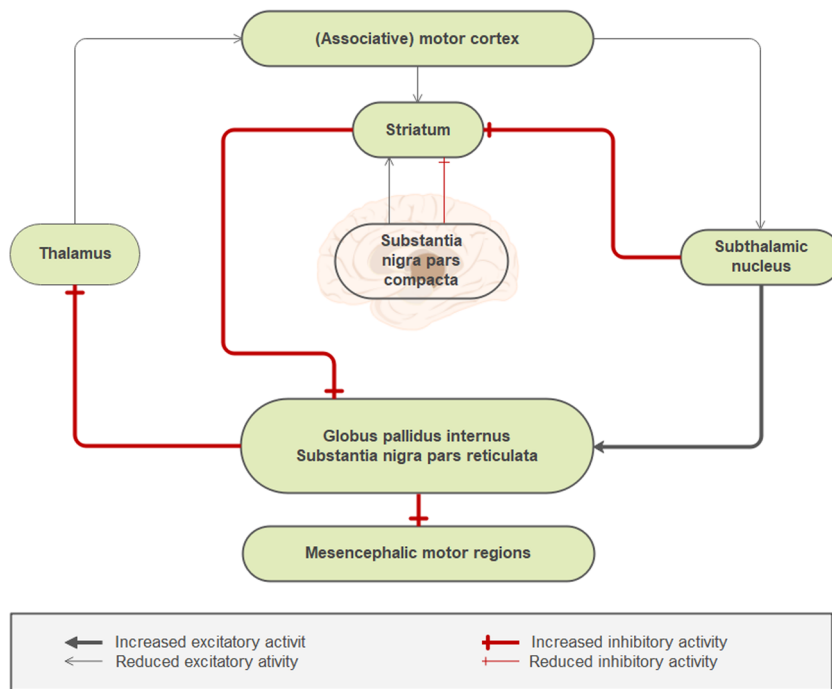 (Associative) motor cortex
Striatum
Thalamus
Substantia
nigra pars
compacta
Subthalamic
nucleus
Globus pallidus internus
Substantia nigra pars reticulata
Mesencephalic motor regions
Increased excitatory activit
Reduced excitatory ativity
Increased inhibitory activity
Reduced inhibitory activity